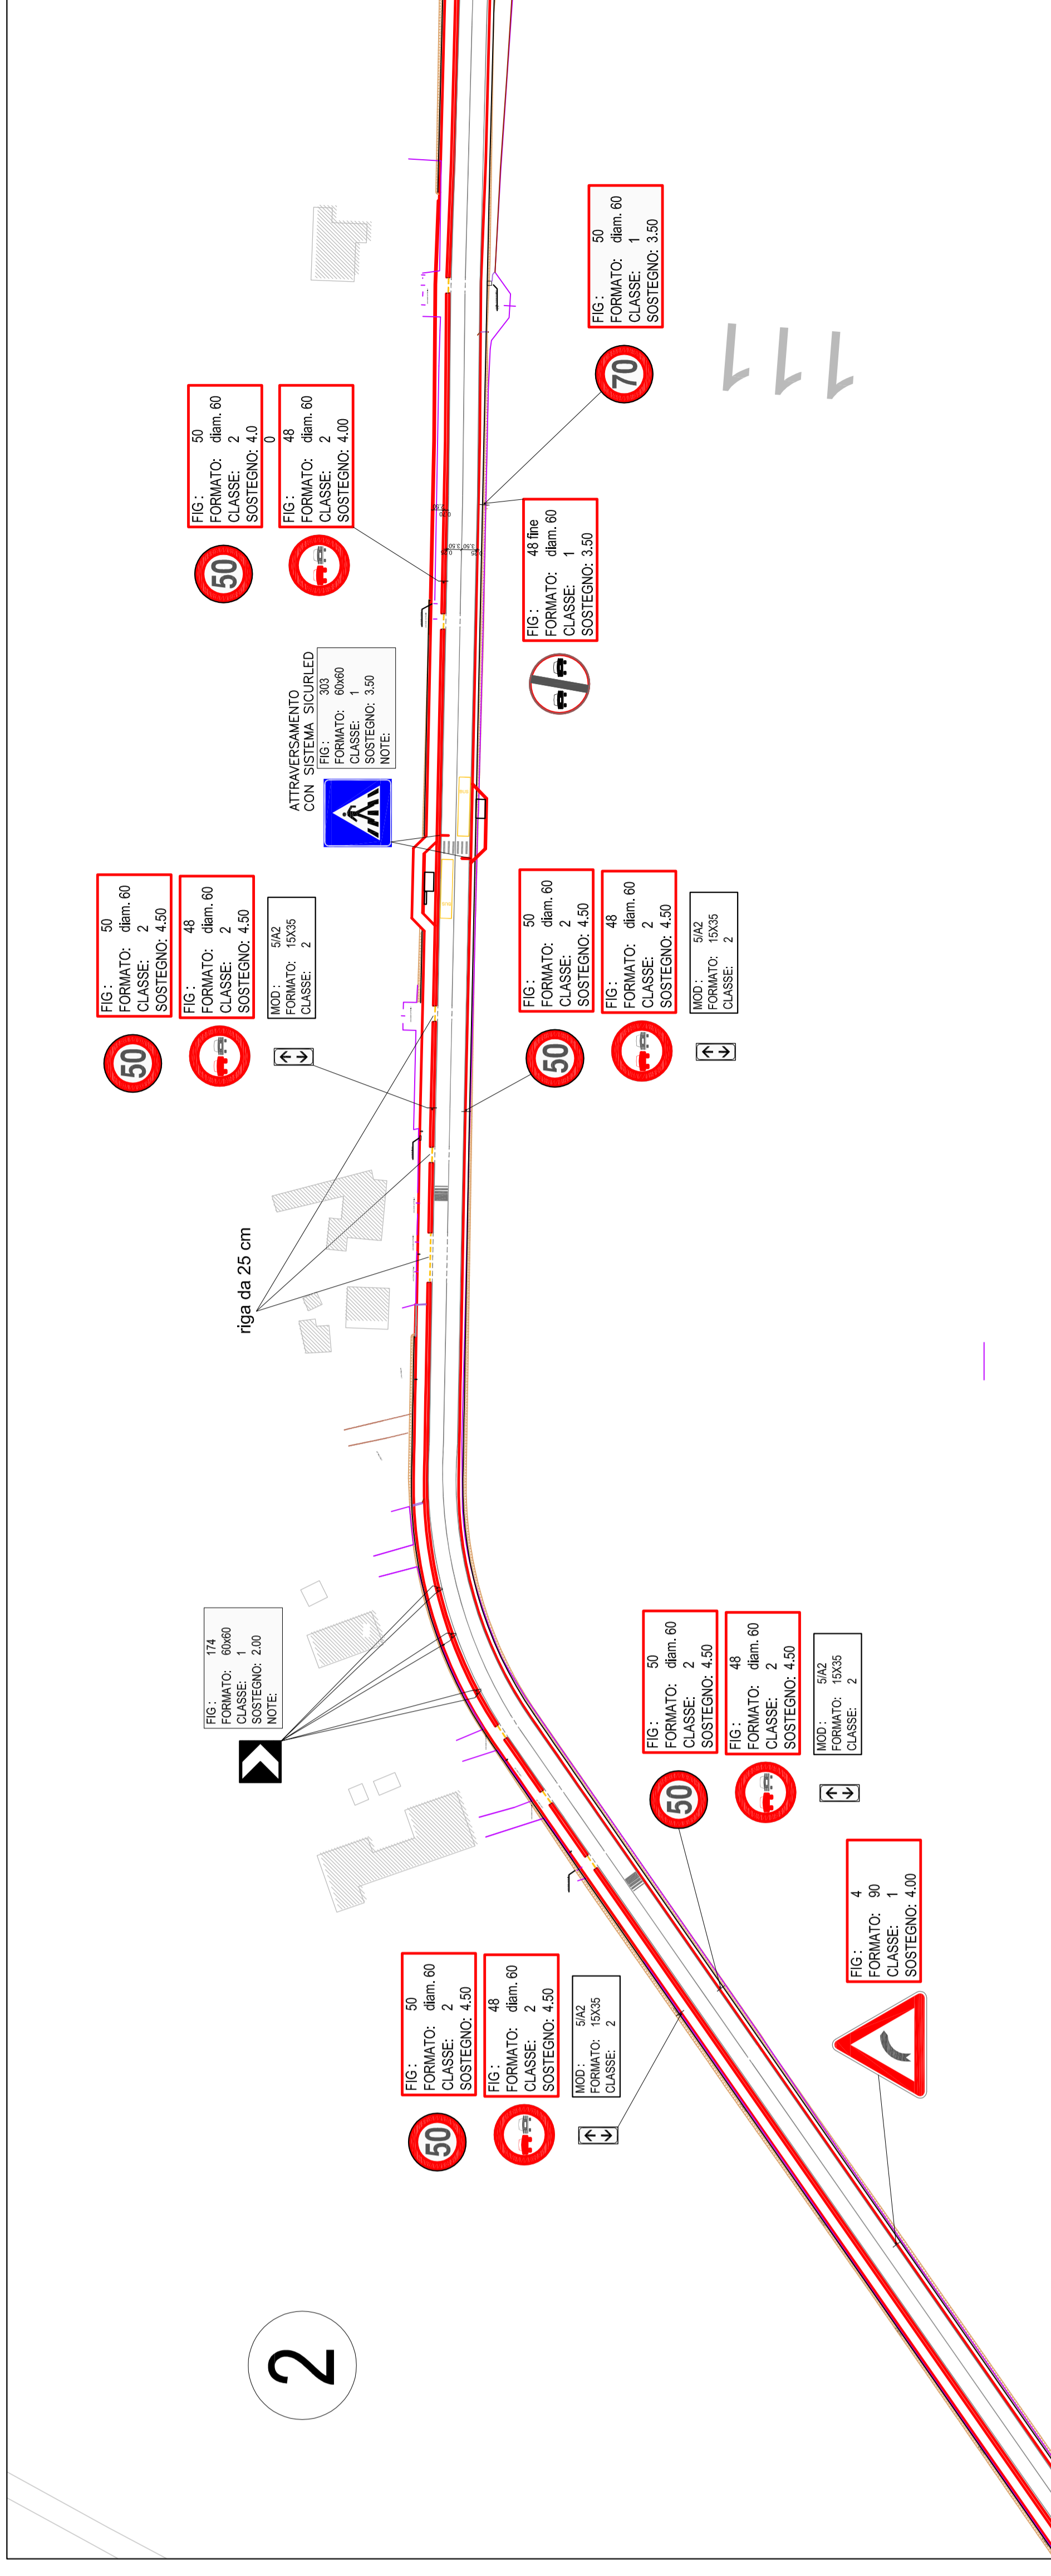 2
FIG : 50
FORMATO: diam. 60
CLASSE: 2
SOSTEGNO: 4.50
50
FIG : 48
FORMATO: diam. 60
CLASSE: 2
SOSTEGNO: 4.50
MOD : 5/A2
FORMATO: 15X35
CLASSE: 2
FIG : 4
FORMATO: 90
CLASSE: 1
SOSTEGNO: 4.00
FIG : 174
FORMATO: 60x60
CLASSE: 1
SOSTEGNO: 2.00
NOTE:
FIG : 50
FORMATO: diam. 60
CLASSE: 2
SOSTEGNO: 4.50
50
FIG : 48
FORMATO: diam. 60
CLASSE: 2
SOSTEGNO: 4.50
MOD : 5/A2
FORMATO: 15X35
CLASSE: 2
riga da 25 cm
FIG : 50
FORMATO: diam. 60
CLASSE: 2
SOSTEGNO: 4.50
50
FIG : 48
FORMATO: diam. 60
CLASSE: 2
SOSTEGNO: 4.50
MOD : 5/A2
FORMATO: 15X35
CLASSE: 2
FIG : 50
FORMATO: diam. 60
CLASSE: 2
SOSTEGNO: 4.50
50
FIG : 48
FORMATO: diam. 60
CLASSE: 2
SOSTEGNO: 4.50
MOD : 5/A2
FORMATO: 15X35
CLASSE: 2
ATTRAVERSAMENTO
CON SISTEMA SICURLED
FIG : 303
FORMATO: 60x60
CLASSE: 1
SOSTEGNO: 3.50
NOTE:
FIG : 50
FORMATO: diam. 60
CLASSE: 2
SOSTEGNO: 4.0
0
50
FIG : 48
FORMATO: diam. 60
CLASSE: 2
SOSTEGNO: 4.00
3.50 3.50
FIG : 48 fine
FORMATO: diam. 60
CLASSE: 1
SOSTEGNO: 3.50
FIG : 50
FORMATO: diam. 60
CLASSE: 1
SOSTEGNO: 3.50
70
111